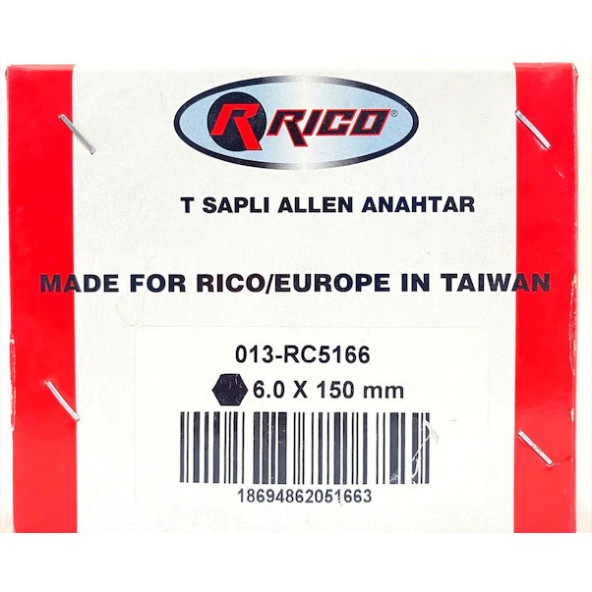 R RICO®
T SAPLI ALLEN ANAHTAR
MADE FOR RICO/EUROPE IN TAIWAN
013-RC5166
6.0 X 150 mm
18694862051663